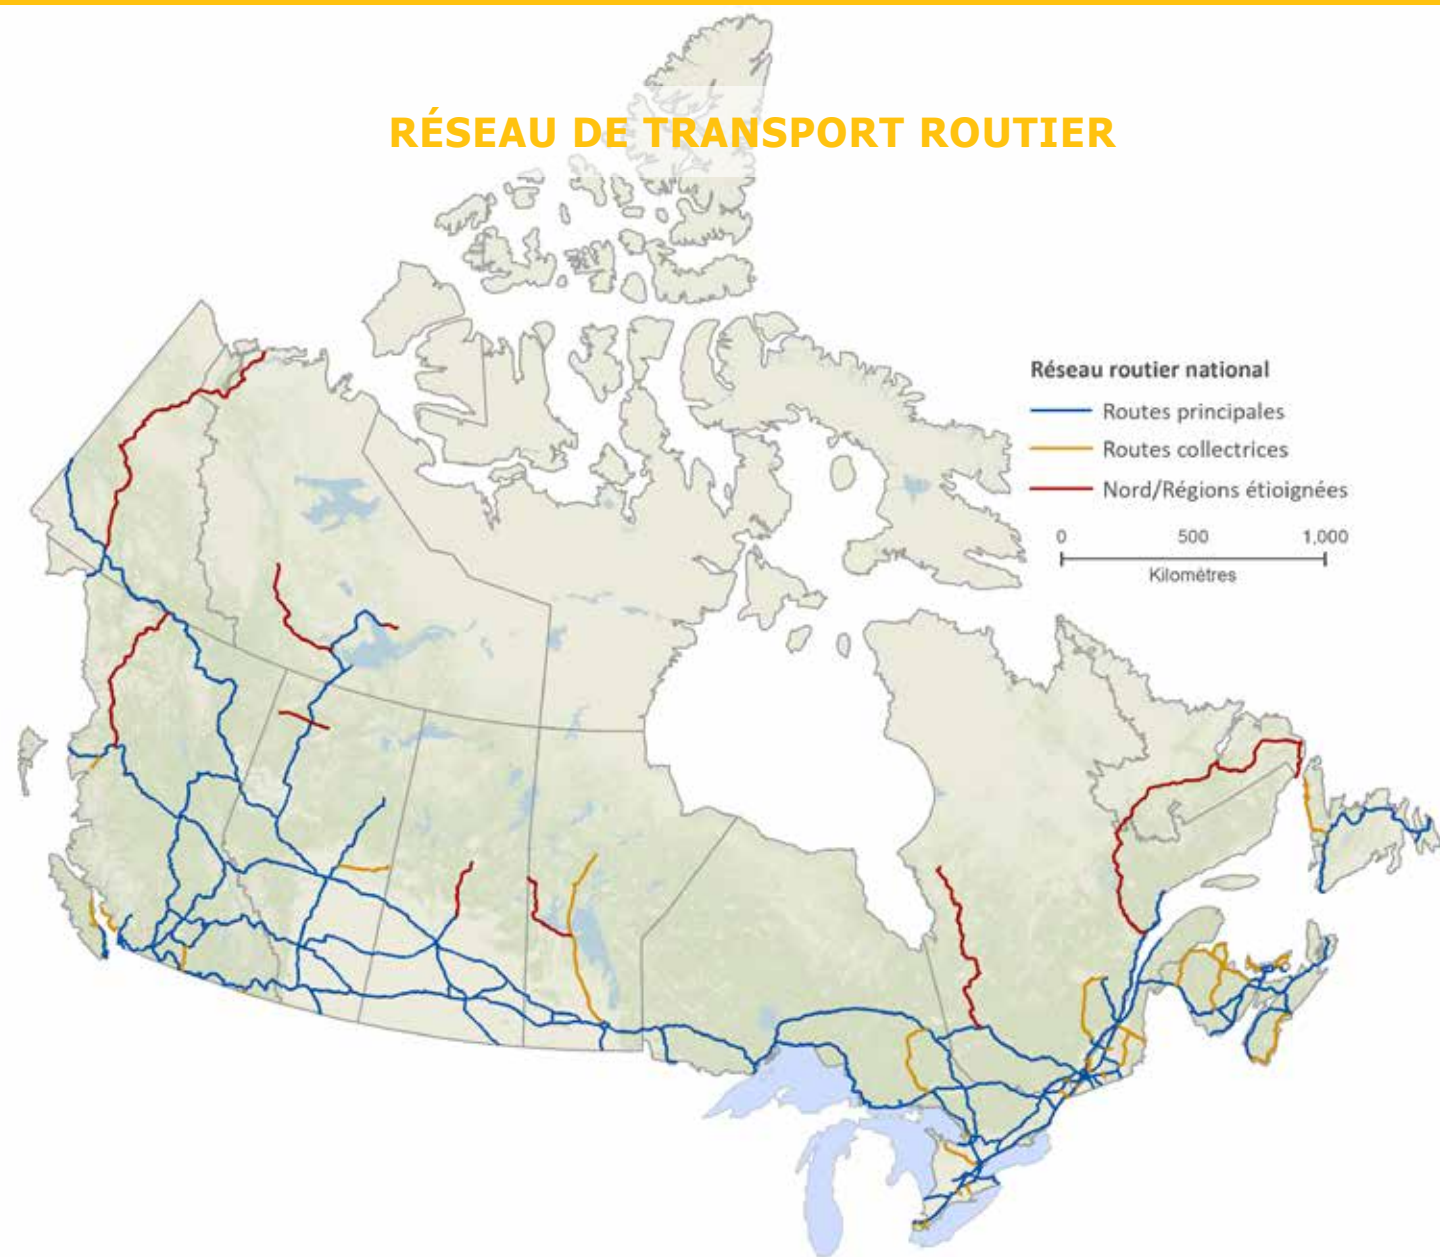 RÉSEAU DE TRANSPORT ROUTIER
Réseau routier national
Routes principales
Routes collectrices
Nord/Régions étioignées
0 500 1,000
Kilomètres